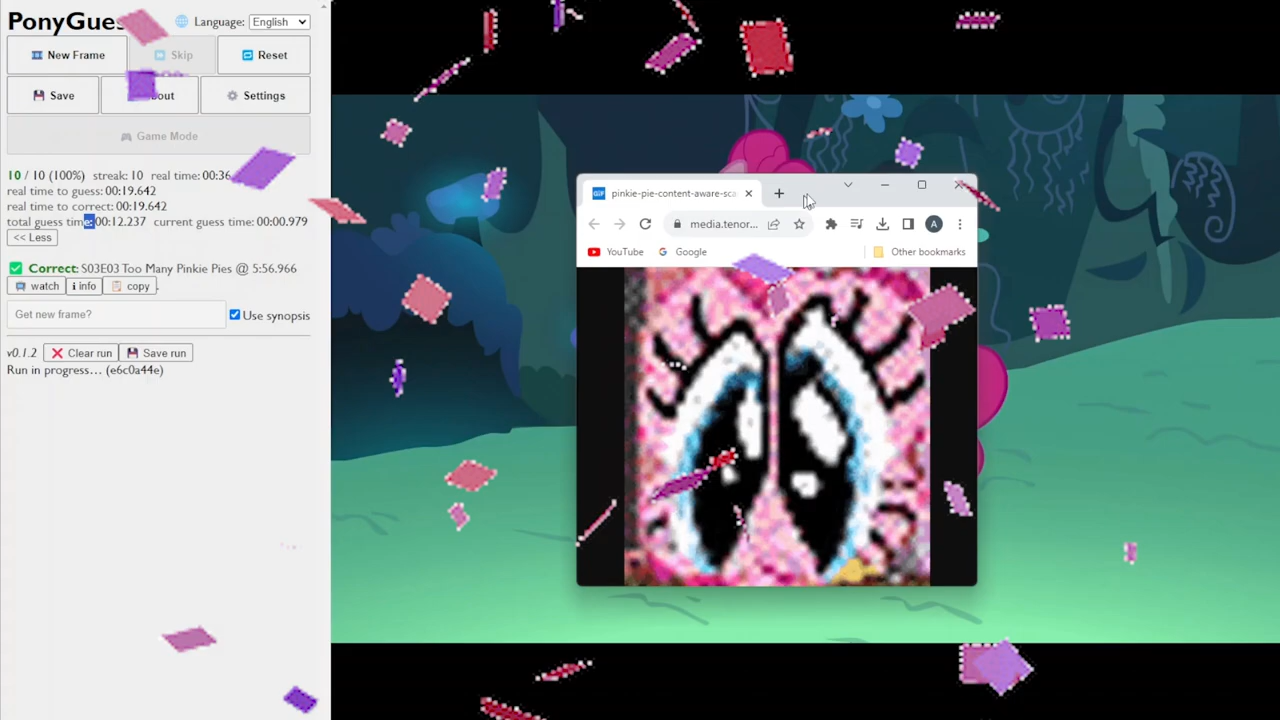 PonyGues
Language: English
New Frame Skip Reset
Save out Settings
Game Mode
10 / 10 (100%) streak: 10 real time: 00:36
real time to guess: 00:19.642
real time to correct: 00:19.642
total guess time: 00:12.237 current guess time: 00:00.979
<< Less
Correct: S03E03 Too Many Pinkie Pies @ 5:56.966
watch i info copy .
Get new frame? Use synopsis
v0.1.2 Clear run Save run
Run in progress... (e6c0a44e)
GIF pinkie-pie-content-aware-sca
media.tenor... A
YouTube Google Other bookmarks